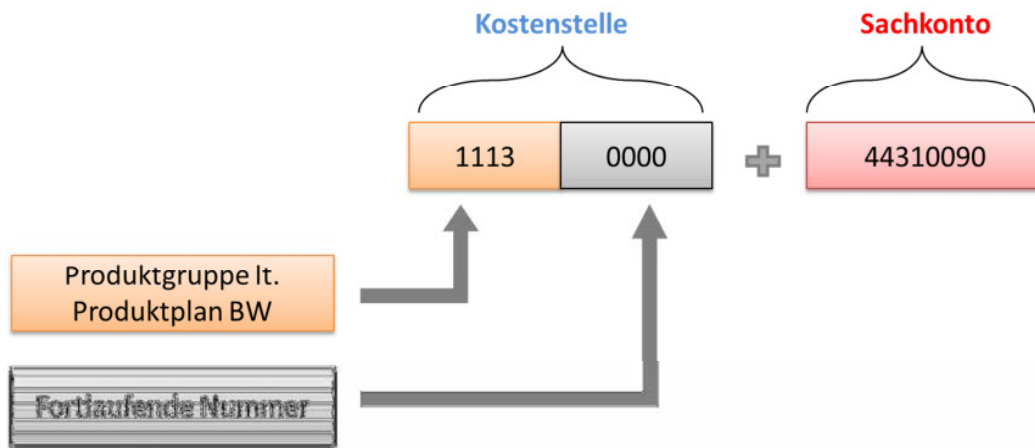 Kostenstelle
Sachkonto
1113
0000
44310090
Produktgruppe lt.
Produktplan BW
Fortlaufende Nummer